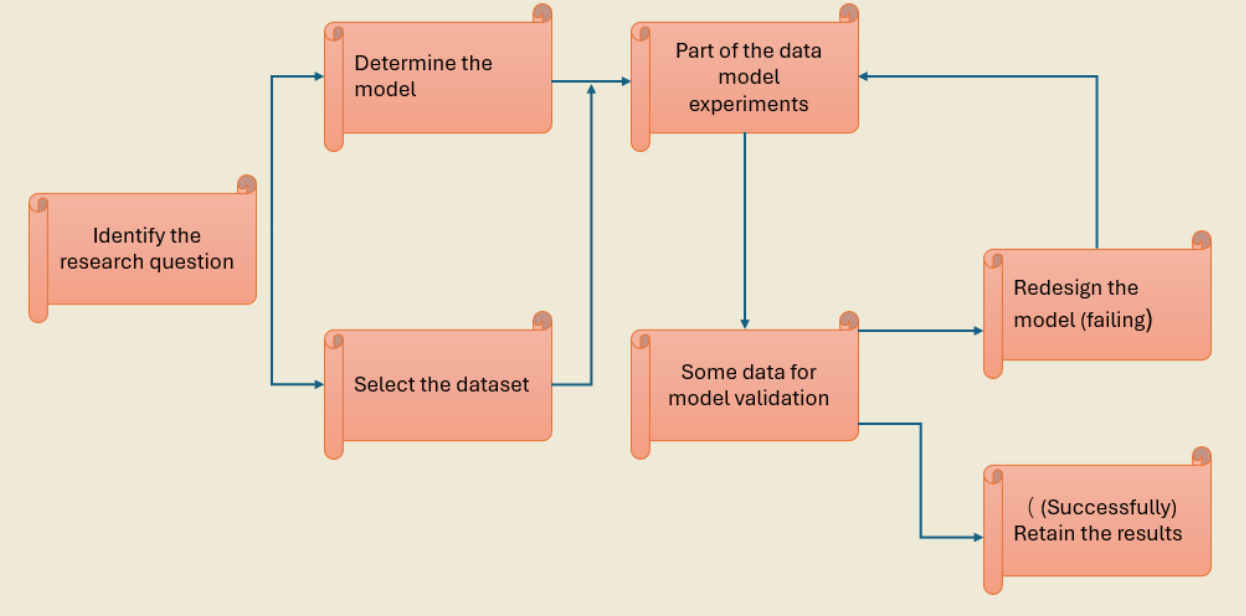 Determine the
model
Part of the data
model
experiments
Identify the
research question
Select the dataset
Some data for
model validation
Redesign the
model (failing)
( (Successfully)
Retain the results